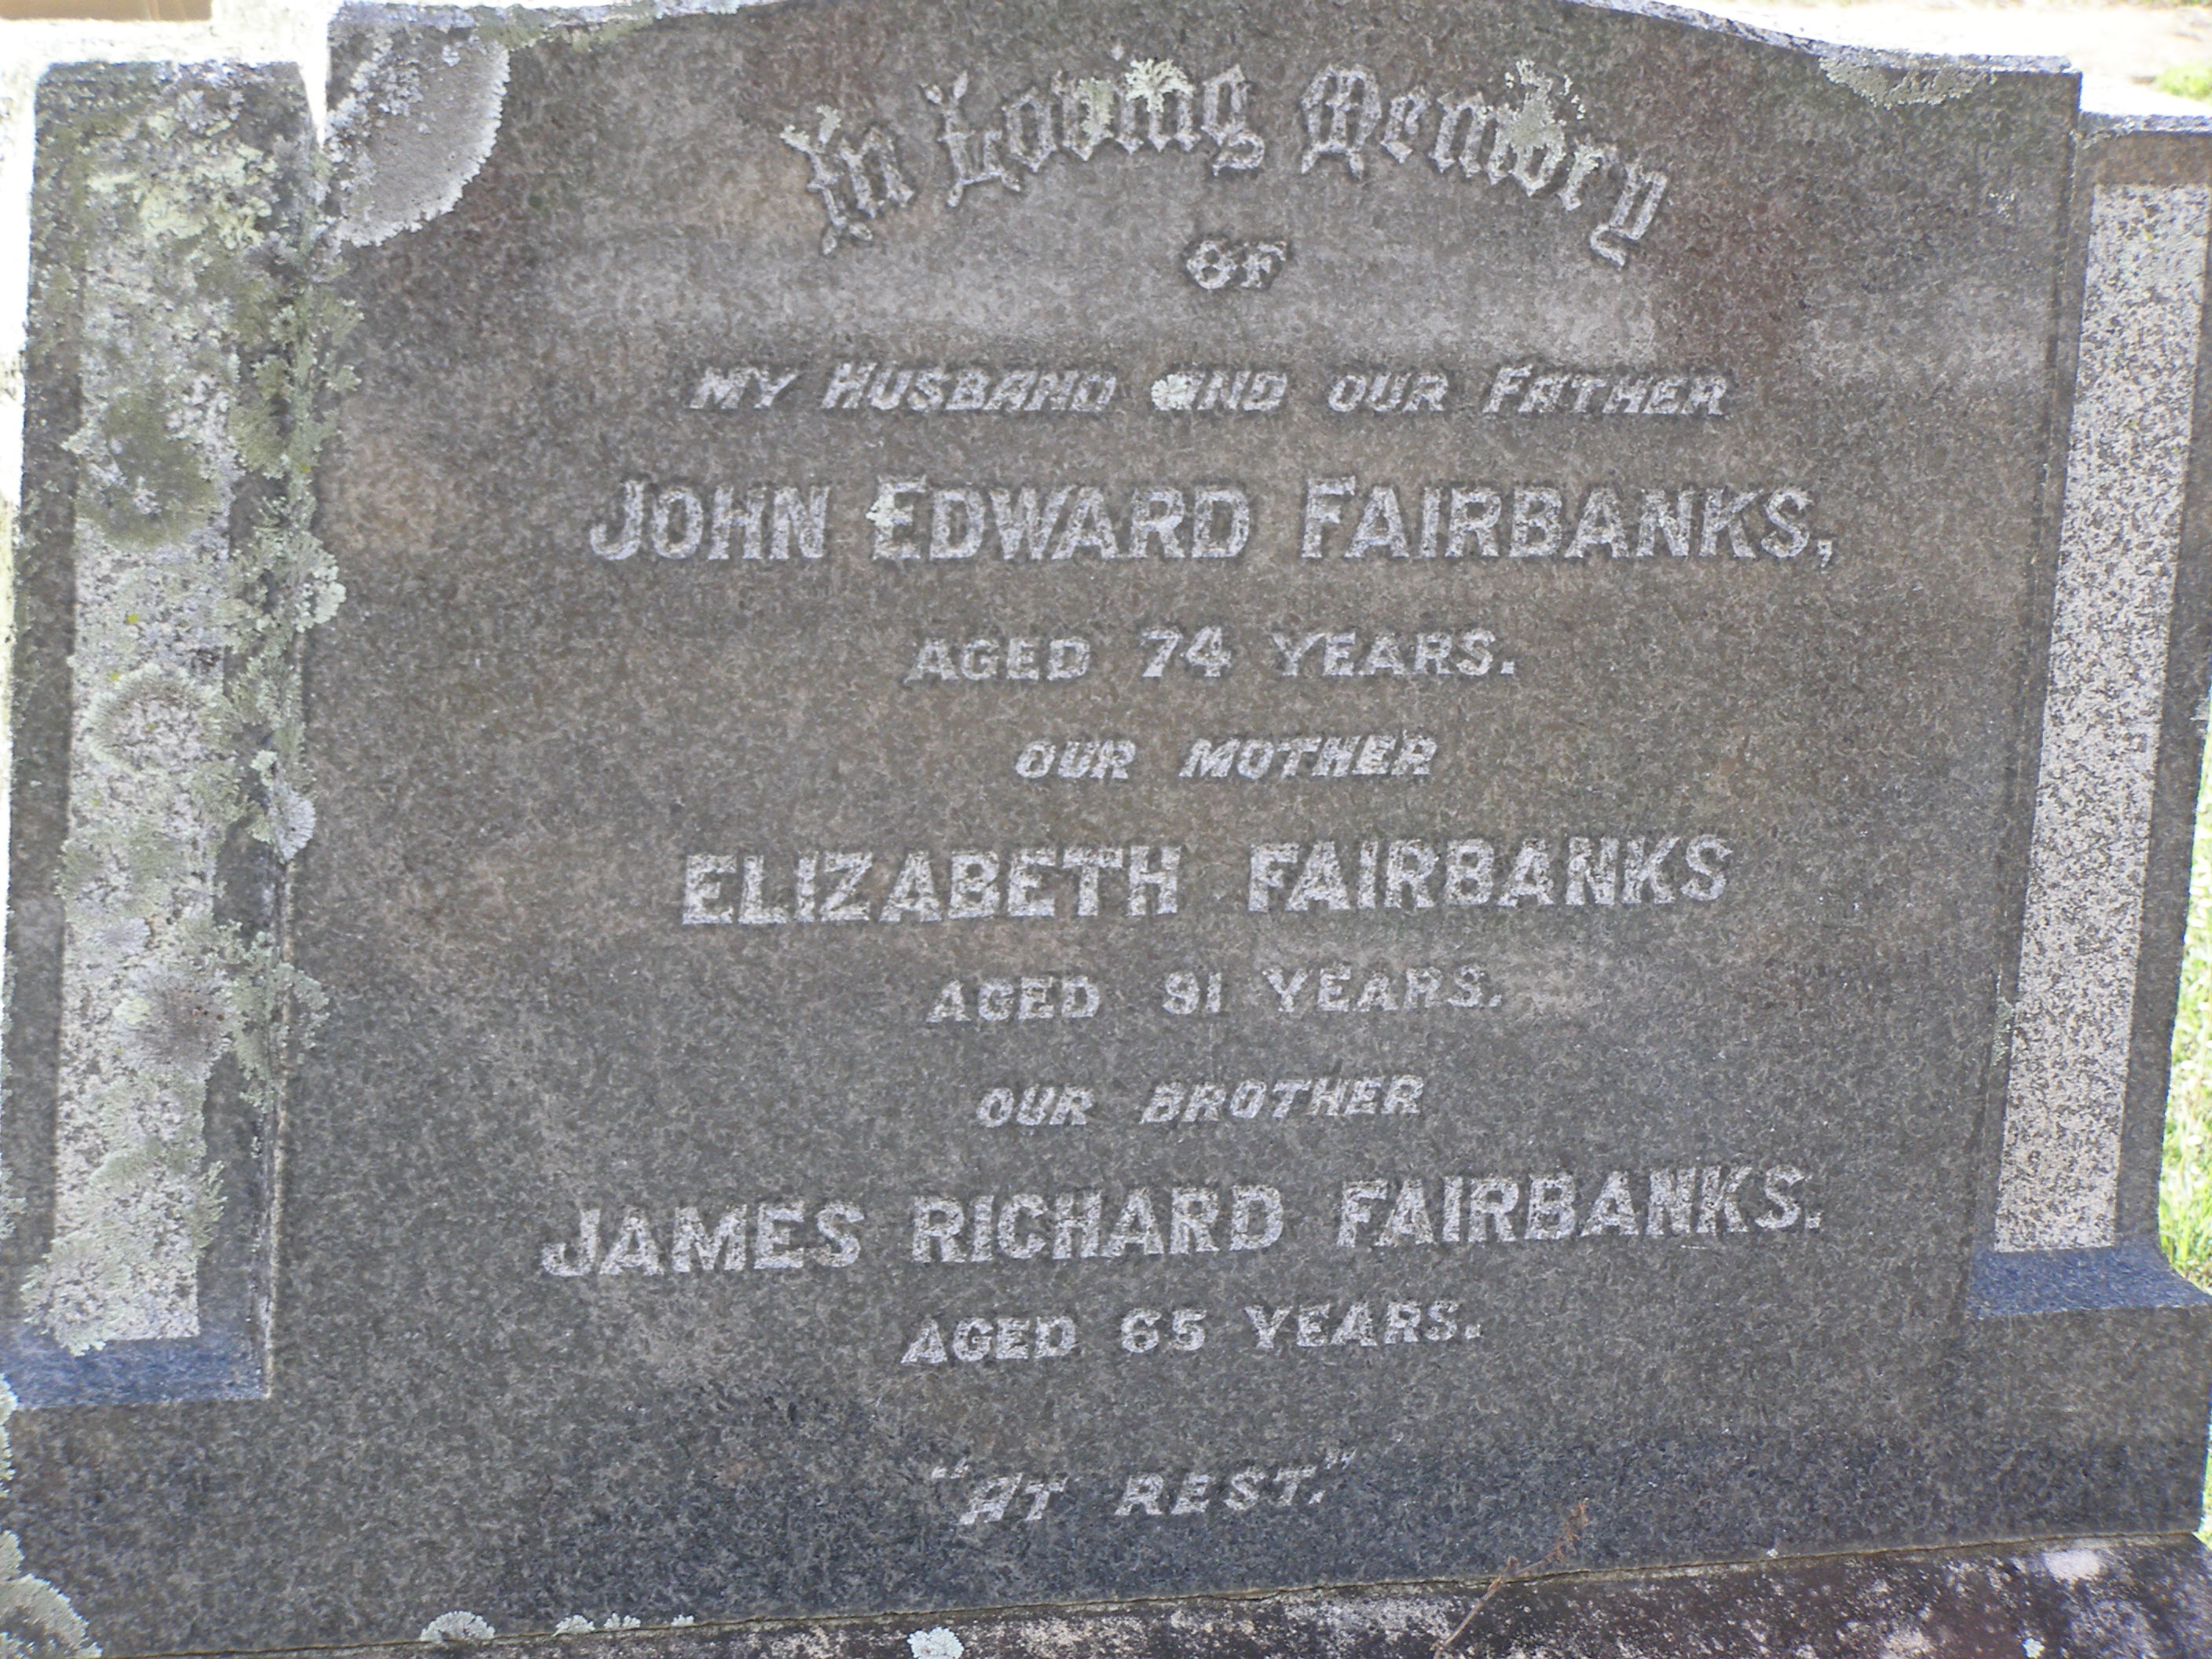 In Loving Memory
OF
MY HUSBAND AND OUR FATHER
JOHN EDWARD FAIRBANKS,
AGED 74 YEARS.
OUR MOTHER
ELIZABETH FAIRBANKS
AGED 91 YEARS.
OUR BROTHER
JAMES RICHARD FAIRBANKS.
AGED 65 YEARS.
"AT REST."